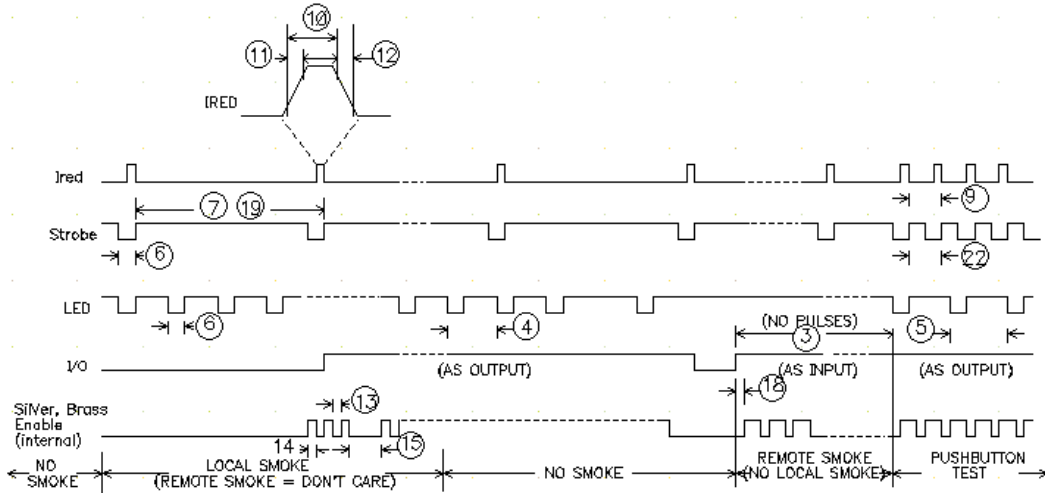 10
11
12
IRED
Ired
7 19
9
Strobe
6
22
LED
6
4
(NO PULSES)
3
5
I/O
(AS OUTPUT)
(AS INPUT)
(AS OUTPUT)
18
13
SilVer, Brass
Enable
(internal)
14
15
NO
SMOKE
LOCAL SMOKE
(REMOTE SMOKE = DON'T CARE)
NO SMOKE
REMOTE SMOKE
(NO LOCAL SMOKE)
PUSHBUTTON
TEST